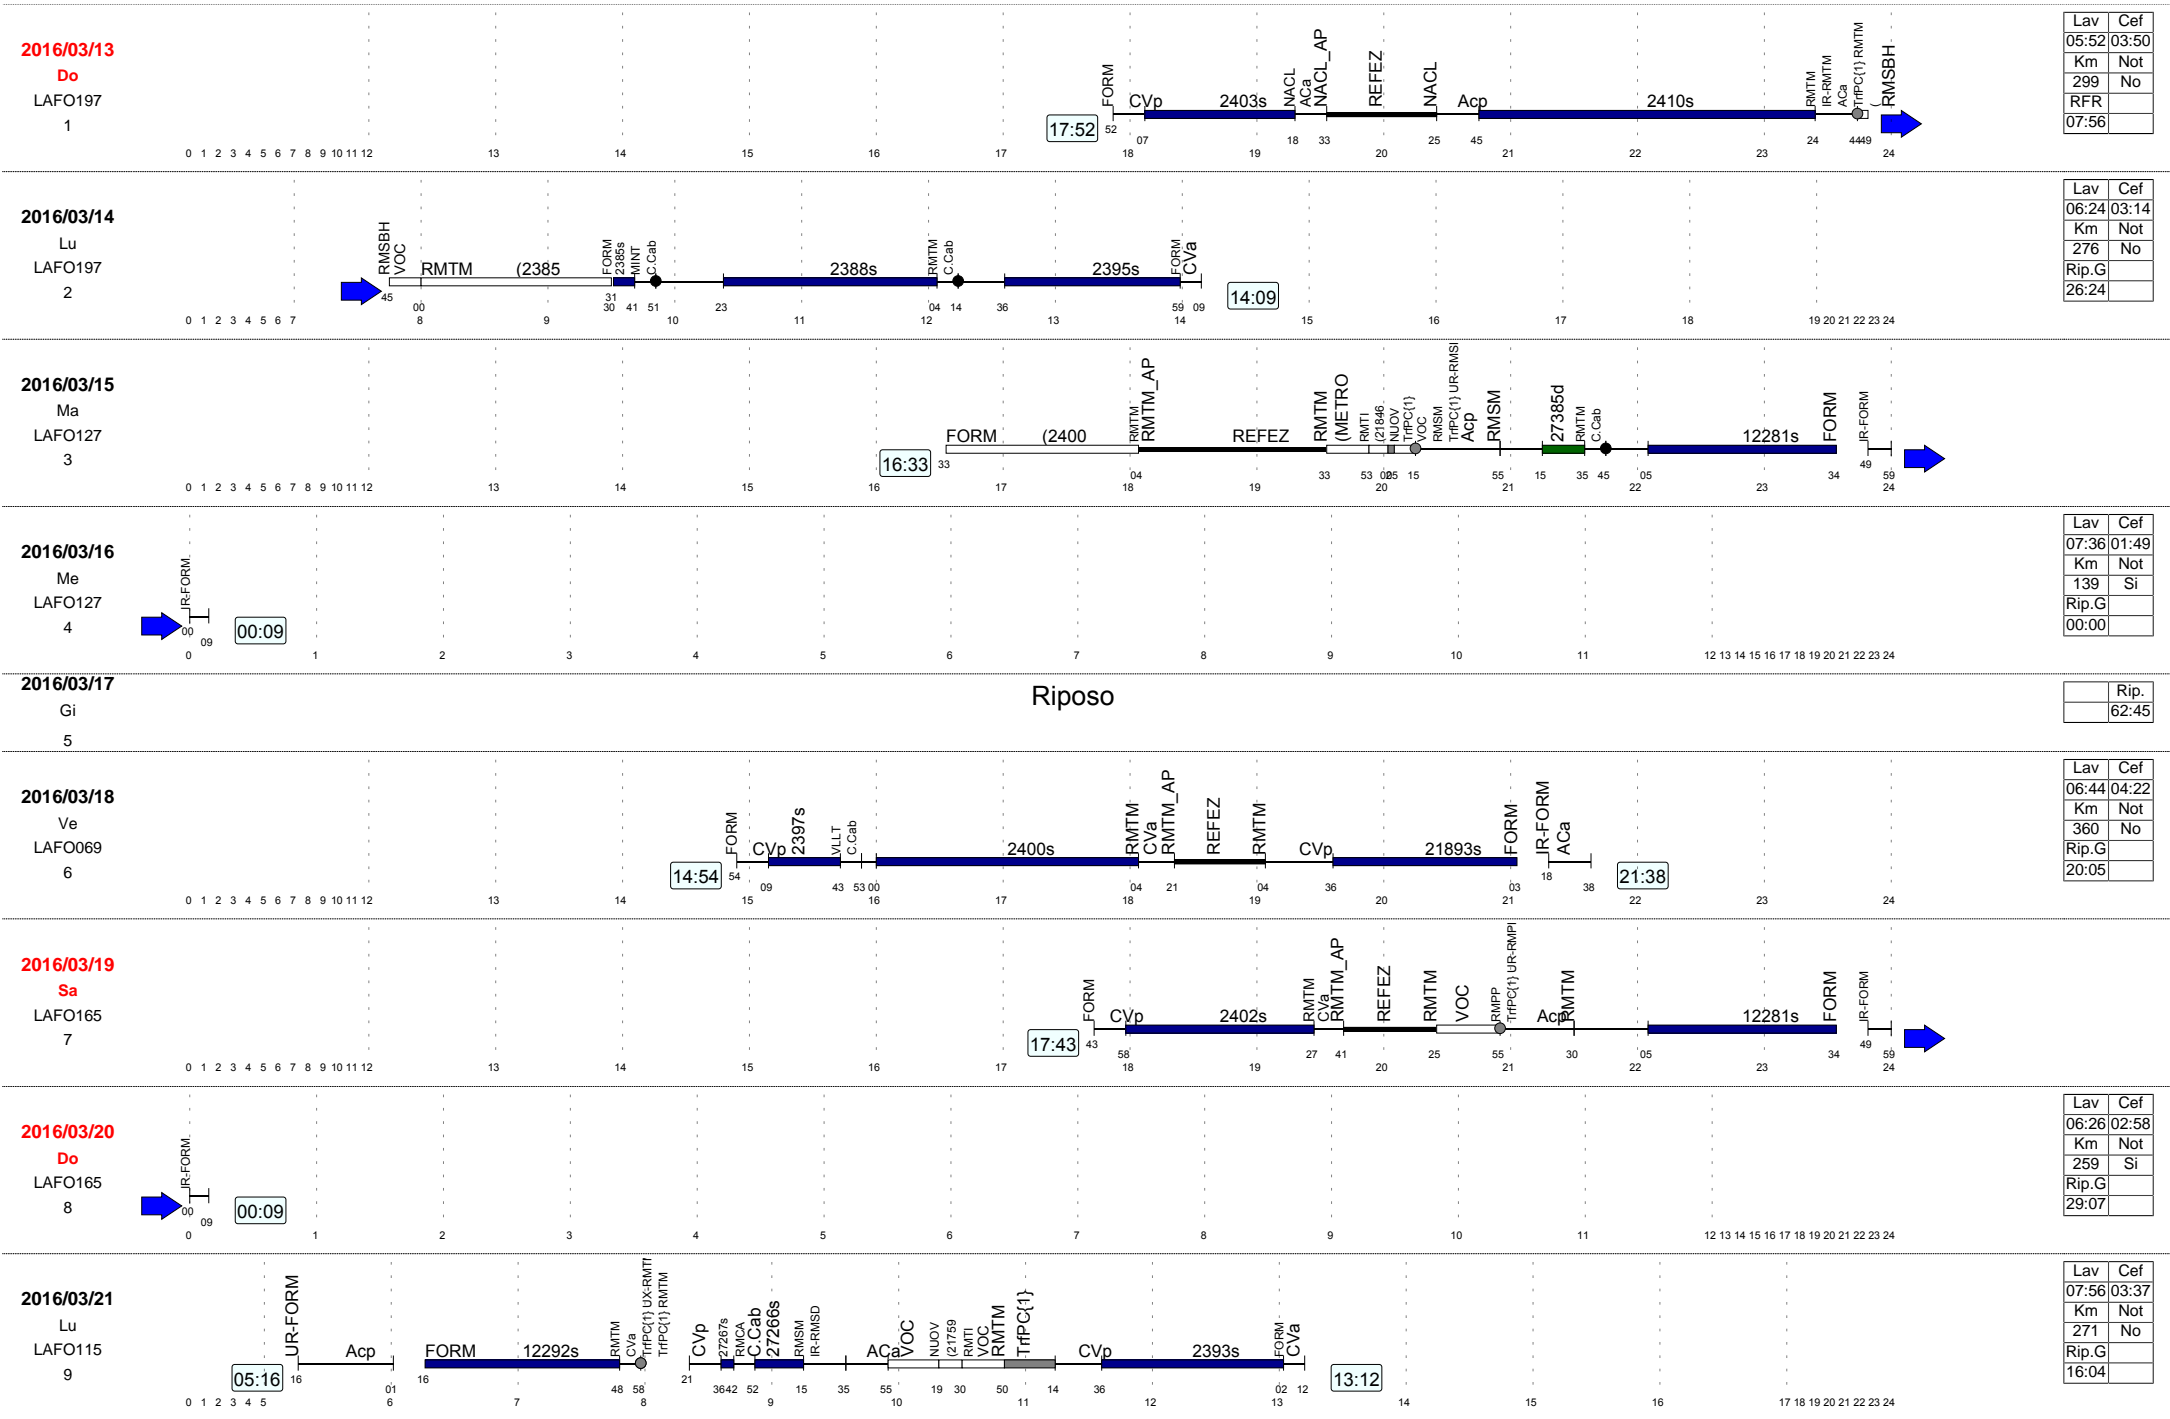 2016/03/13
Do
LAFO197
1
17:52
FORM CVp 2403s NACL ACa NACL_AP REFEZ NACL Acp 2410s RMTM IR-RMTM ACa TrfPC{1} RMTM ( RMSBH
52 07 18 33 25 45 24 44 49
0 1 2 3 4 5 6 7 8 9 10 11 12 13 14 15 16 17 18 19 20 21 22 23 24
Lav Cef
05:52 03:50
Km Not
299 No
RFR
07:56
2016/03/14
Lu
LAFO197
2
RMSBH VOC RMTM (2385 FORM 2385s MINT C.Cab 2388s RMTM C.Cab 2395s FORM CVa
45 00 30 31 41 51 23 04 14 36 59 09
14:09
0 1 2 3 4 5 6 7 8 9 10 11 12 13 14 15 16 17 18 19 20 21 22 23 24
Lav Cef
06:24 03:14
Km Not
276 No
Rip.G
26:24
2016/03/15
Ma
LAFO127
3
16:33
FORM (2400 RMTM RMTM_AP REFEZ RMTM (METRO RMTI (21846 NUOV TrfPC{1} VOC RMSM TrfPC{1} UR-RMSI Acp RMSM 27385d RMTM C.Cab 12281s FORM IR-FORM
33 04 33 53 02 05 15 55 15 35 45 05 34 49 59
0 1 2 3 4 5 6 7 8 9 10 11 12 13 14 15 16 17 18 19 20 21 22 23 24
2016/03/16
Me
LAFO127
4
IR-FORM
00 09
00:09
0 1 2 3 4 5 6 7 8 9 10 11 12 13 14 15 16 17 18 19 20 21 22 23 24
Lav Cef
07:36 01:49
Km Not
139 Si
Rip.G
00:00
2016/03/17
Gi
5
Riposo
Rip.
62:45
2016/03/18
Ve
LAFO069
6
14:54
FORM CVp 2397s VLLT C.Cab 2400s RMTM CVa RMTM_AP REFEZ RMTM CVp 21893s FORM IR-FORM ACa
54 09 43 53 00 04 21 04 36 03 18 38
21:38
0 1 2 3 4 5 6 7 8 9 10 11 12 13 14 15 16 17 18 19 20 21 22 23 24
Lav Cef
06:44 04:22
Km Not
360 No
Rip.G
20:05
2016/03/19
Sa
LAFO165
7
17:43
FORM CVp 2402s RMTM CVa RMTM_AP REFEZ RMTM VOC RMPP TrfPC{1} UR-RMPI Acp RMTM 12281s FORM IR-FORM
43 58 27 41 25 55 30 05 34 49 59
0 1 2 3 4 5 6 7 8 9 10 11 12 13 14 15 16 17 18 19 20 21 22 23 24
2016/03/20
Do
LAFO165
8
IR-FORM
00 09
00:09
0 1 2 3 4 5 6 7 8 9 10 11 12 13 14 15 16 17 18 19 20 21 22 23 24
Lav Cef
06:26 02:58
Km Not
259 Si
Rip.G
29:07
2016/03/21
Lu
LAFO115
9
05:16
UR-FORM Acp FORM 12292s RMTM CVa TrfPC{1} UX-RMTI TrfPC{1} RMTM CVp 27267s RMCA C.Cab 27266s RMSM IR-RMSD ACa VOC NUOV (21759 RMTI VOC RMTM TrfPC{1} CVp 2393s FORM CVa
16 01 16 48 58 21 36 42 52 15 35 55 19 30 50 14 36 02 12
13:12
0 1 2 3 4 5 6 7 8 9 10 11 12 13 14 15 16 17 18 19 20 21 22 23 24
Lav Cef
07:56 03:37
Km Not
271 No
Rip.G
16:04